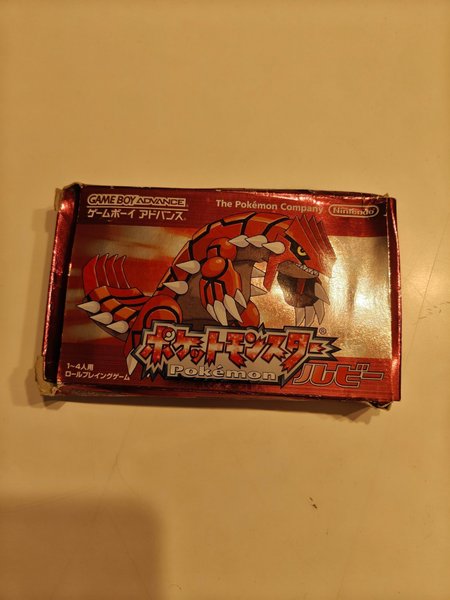 GAME BOY ADVANCE
ゲームボーイ アドバンス
The Pokémon Company
Nintendo
ポケットモンスター
Pokémon
ルビー
1~4人用
ロールプレイングゲーム